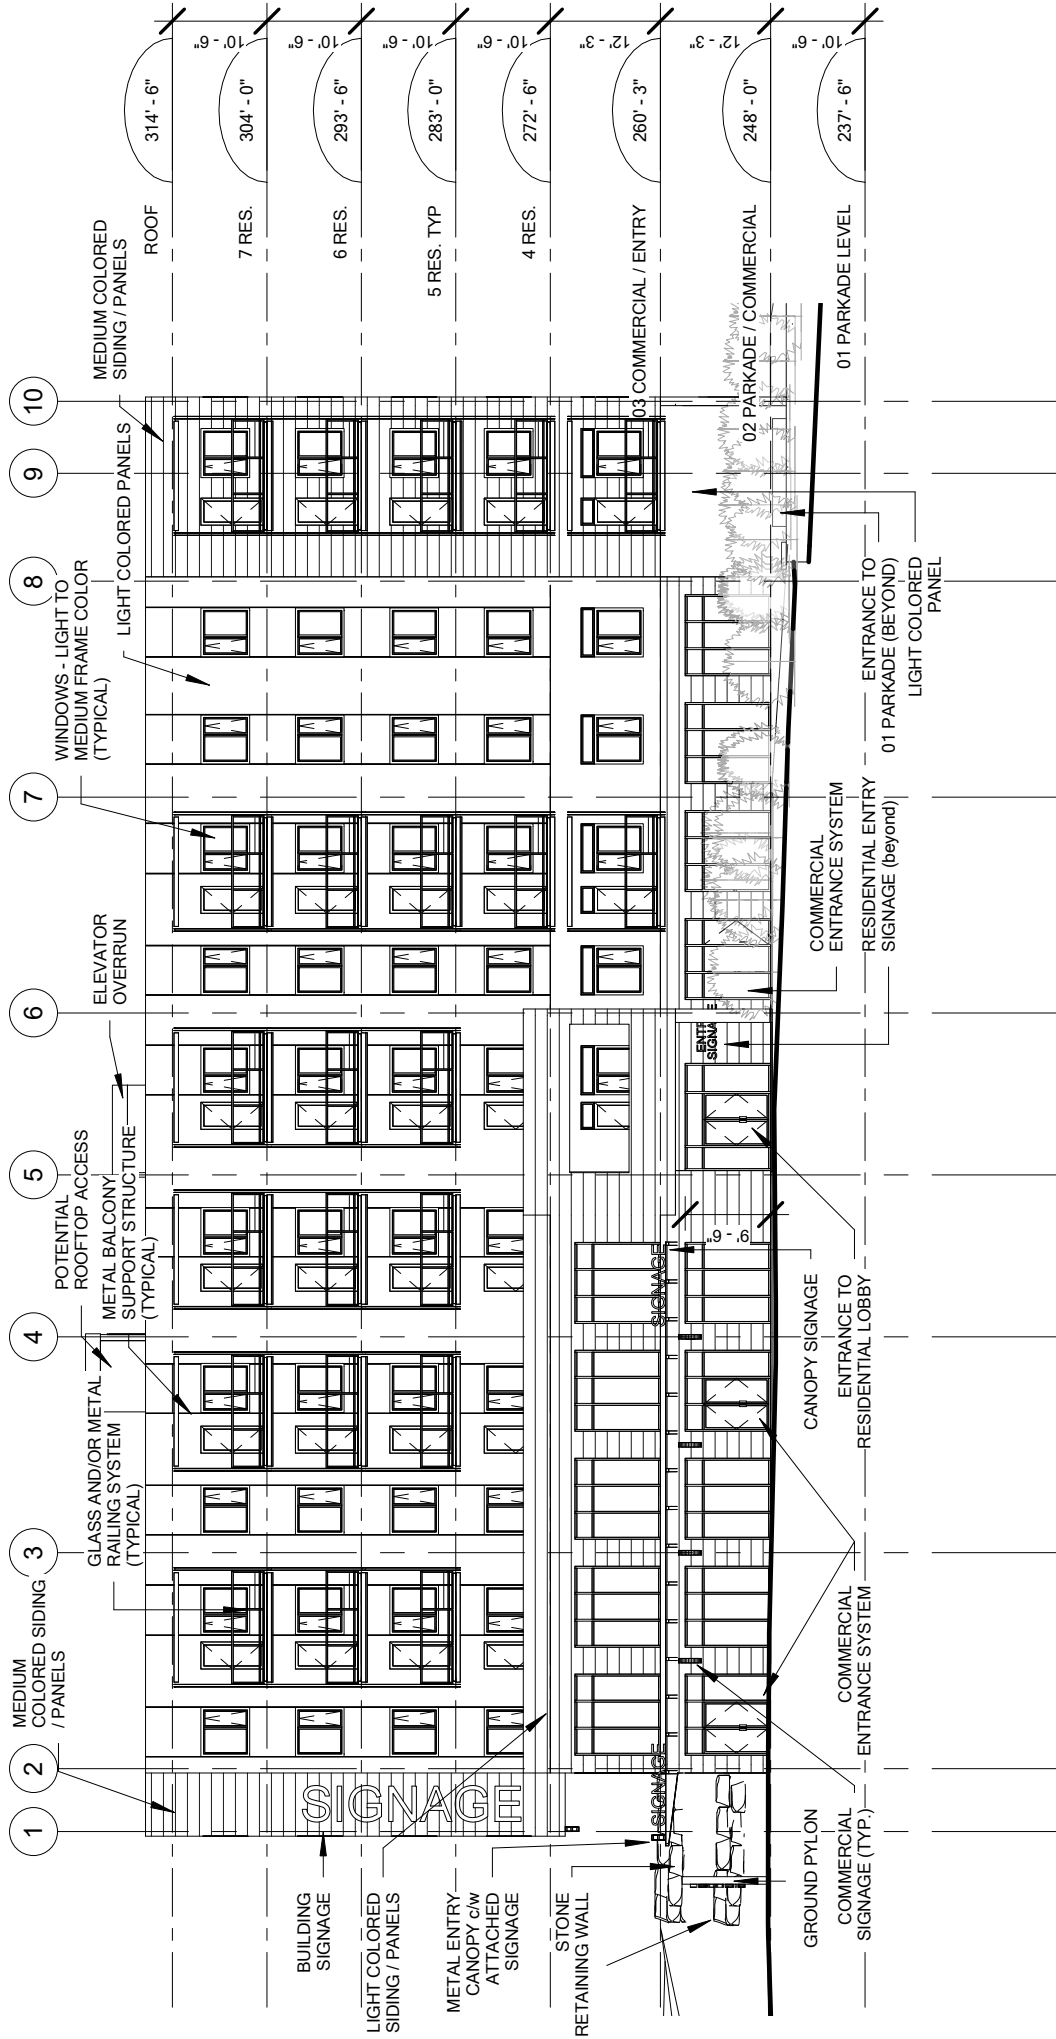 1
2
3
4
5
6
7
8
9
10
MEDIUM
COLORED SIDING
/ PANELS
GLASS AND/OR METAL
RAILING SYSTEM
(TYPICAL)
POTENTIAL
ROOFTOP ACCESS
METAL BALCONY
SUPPORT STRUCTURE
(TYPICAL)
ELEVATOR
OVERRUN
WINDOWS - LIGHT TO
MEDIUM FRAME COLOR
(TYPICAL)
LIGHT COLORED PANELS
MEDIUM COLORED
SIDING / PANELS
ROOF
314' - 6"
10' - 6"
7 RES.
304' - 0"
10' - 6"
6 RES.
293' - 6"
10' - 6"
5 RES. TYP
283' - 0"
10' - 6"
4 RES.
272' - 6"
12' - 3"
03 COMMERCIAL / ENTRY
260' - 3"
12' - 3"
02 PARKADE / COMMERCIAL
248' - 0"
10' - 6"
01 PARKADE LEVEL
237' - 6"
BUILDING
SIGNAGE
SIGNAGE
LIGHT COLORED
SIDING / PANELS
METAL ENTRY
CANOPY c/w
ATTACHED
SIGNAGE
STONE
RETAINING WALL
SIGNAGE
SIGNAGE
9' - 6"
GROUND PYLON
COMMERCIAL
SIGNAGE (TYP.)
COMMERCIAL
ENTRANCE SYSTEM
CANOPY SIGNAGE
ENTRANCE TO
RESIDENTIAL LOBBY
COMMERCIAL
ENTRANCE SYSTEM
RESIDENTIAL ENTRY
SIGNAGE (beyond)
ENTRANCE TO
01 PARKADE (BEYOND)
LIGHT COLORED
PANEL